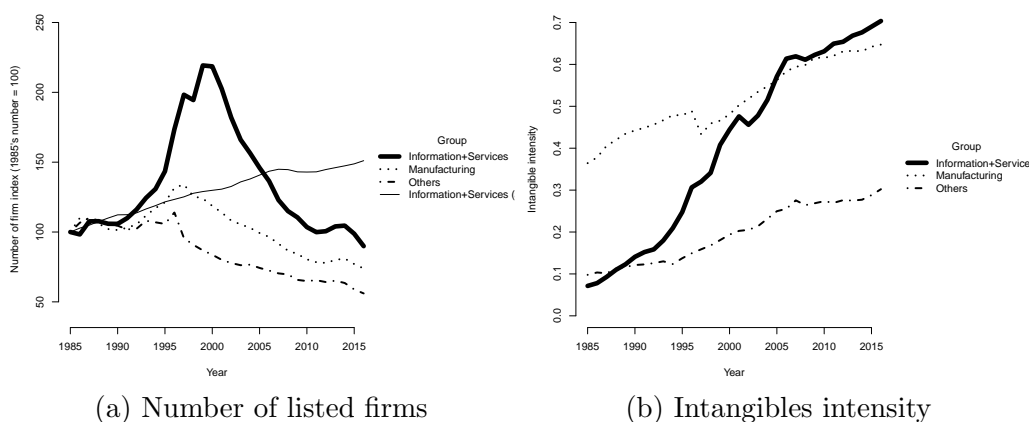 250
200
150
100
50
Number of firm index (1985's number = 100)
1985 1990 1995 2000 2005 2010 2015
Year
Group
Information+Services
Manufacturing
Others
Information+Services (
(a) Number of listed firms
0.7
0.6
0.5
0.4
0.3
0.2
0.1
0.0
Intangible intensity
1985 1990 1995 2000 2005 2010 2015
Year
Group
Information+Service
Manufacturing
Others
(b) Intangibles intensity